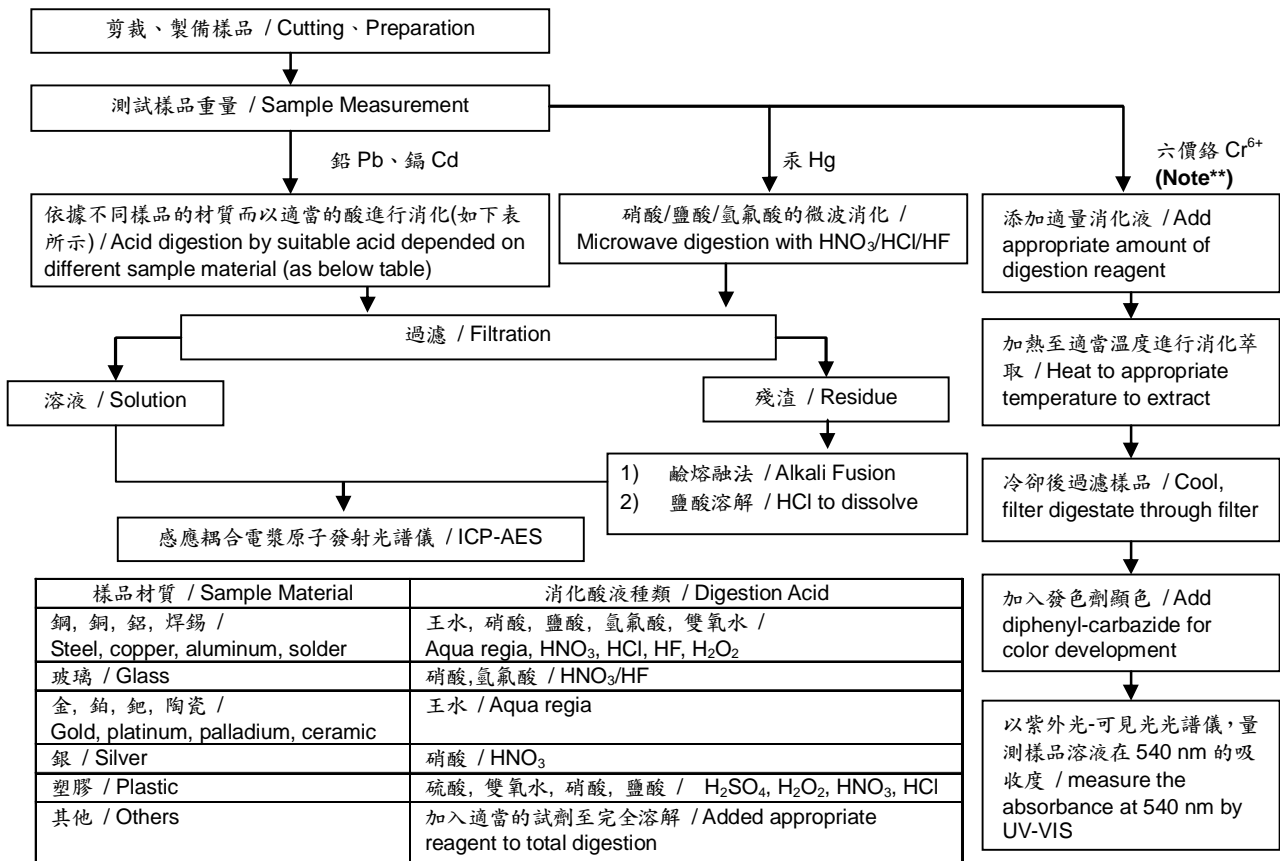 剪裁、製備樣品 / Cutting、Preparation
測試樣品重量 / Sample Measurement
鉛 Pb、鎘 Cd
汞 Hg
六價鉻 Cr⁶⁺
(Note**)
依據不同樣品的材質而以適當的酸進行消化(如下表
所示) / Acid digestion by suitable acid depended on
different sample material (as below table)
硝酸/鹽酸/氫氟酸的微波消化 /
Microwave digestion with HNO₃/HCl/HF
添加適量消化液 / Add
appropriate amount of
digestion reagent
過濾 / Filtration
加熱至適當溫度進行消化萃
取 / Heat to appropriate
temperature to extract
溶液 / Solution
殘渣 / Residue
1) 鹼熔融法 / Alkali Fusion
2) 鹽酸溶解 / HCl to dissolve
冷卻後過濾樣品 / Cool,
filter digestate through filter
感應耦合電漿原子發射光譜儀 / ICP-AES
加入發色劑顯色 / Add
diphenyl-carbazide for
color development
以紫外光-可見光光譜儀，量
測樣品溶液在 540 nm 的吸
收度 / measure the
absorbance at 540 nm by
UV-VIS
樣品材質 / Sample Material
消化酸液種類 / Digestion Acid
鋼, 銅, 鋁, 焊錫 /
Steel, copper, aluminum, solder
王水, 硝酸, 鹽酸, 氫氟酸, 雙氧水 /
Aqua regia, HNO₃, HCl, HF, H₂O₂
玻璃 / Glass
硝酸,氫氟酸 / HNO₃/HF
金, 鉑, 鈀, 陶瓷 /
Gold, platinum, palladium, ceramic
王水 / Aqua regia
銀 / Silver
硝酸 / HNO₃
塑膠 / Plastic
硫酸, 雙氧水, 硝酸, 鹽酸 / H₂SO₄, H₂O₂, HNO₃, HCl
其他 / Others
加入適當的試劑至完全溶解 / Added appropriate
reagent to total digestion